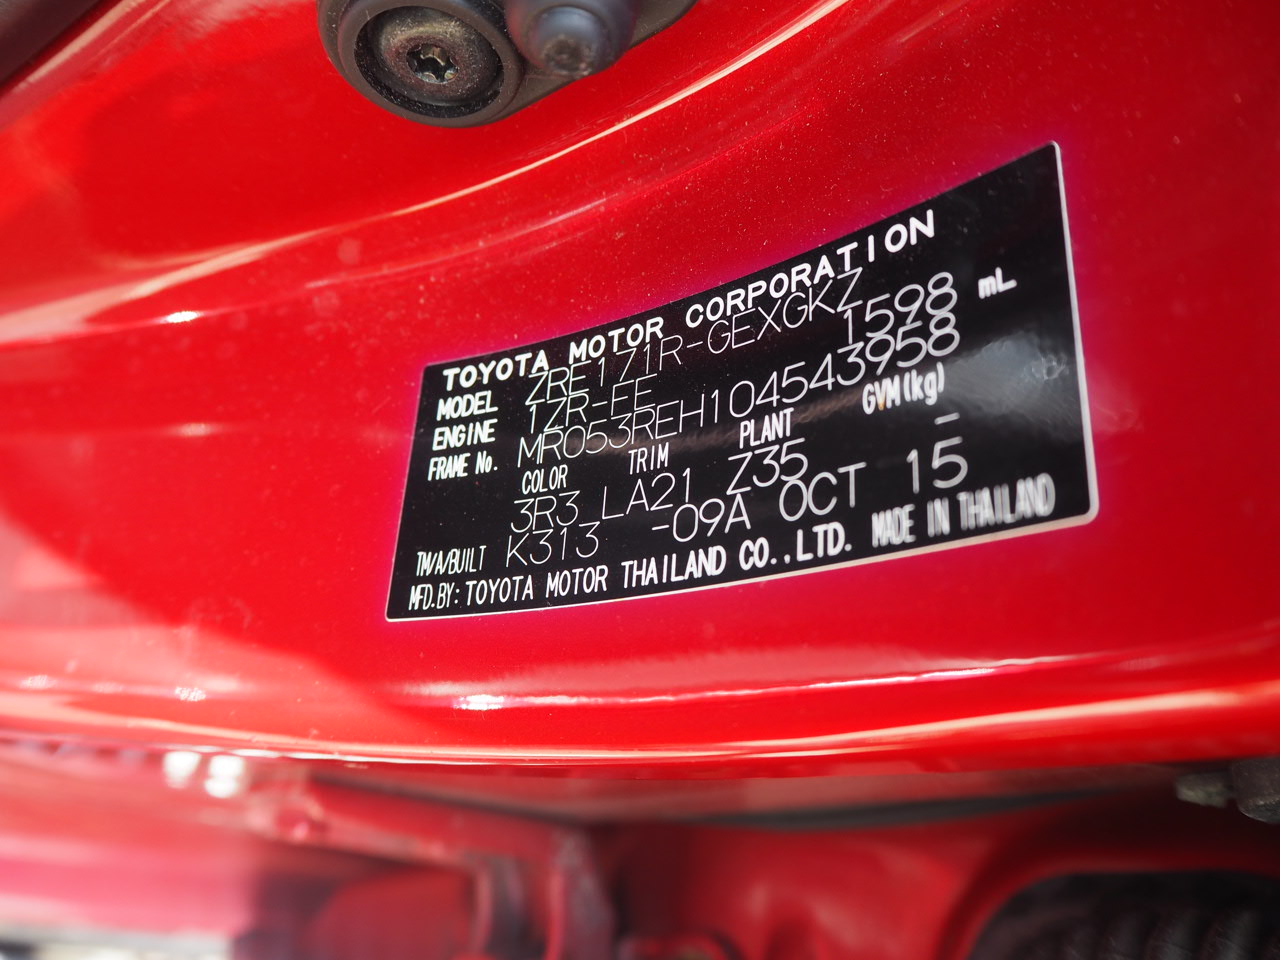 TOYOTA MOTOR CORPORATION
MODEL ZRE171R-GEXGKZ
ENGINE 1ZR-FE 1598 mL
FRAME No. MR053REH104543958
COLOR TRIM PLANT GVM(kg)
3R3 LA21 Z35 -
TM/A/BUILT K313 -09A OCT 15
MFD.BY: TOYOTA MOTOR THAILAND CO.,LTD. MADE IN THAILAND